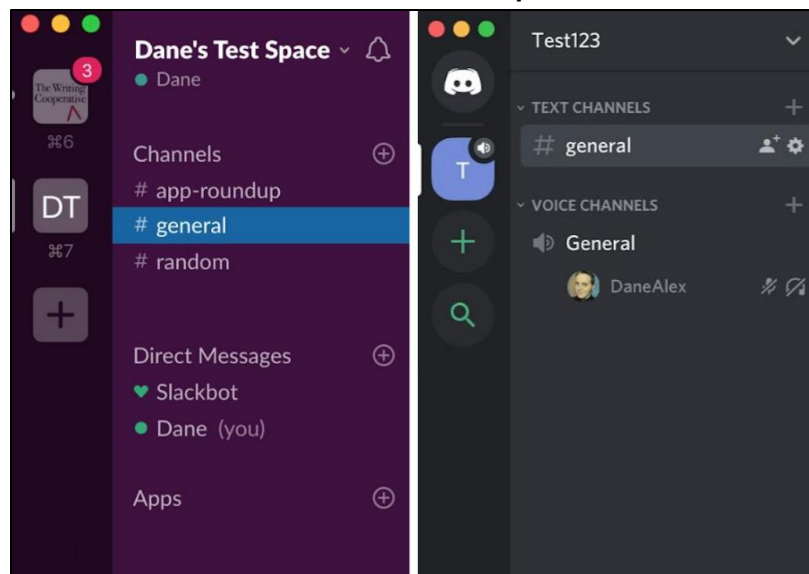 3
The Writing
Cooperative
⌘6
DT
⌘7
+
Dane's Test Space
Dane
Channels
# app-roundup
# general
# random
Direct Messages
Slackbot
Dane (you)
Apps
T
+
Test123
TEXT CHANNELS
# general
VOICE CHANNELS
General
DaneAlex